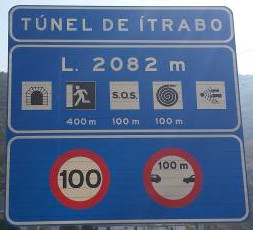 TÚNEL DE ÍTRABO
L. 2082 m
S.O.S.
400 m 100 m 100 m
100
100 m